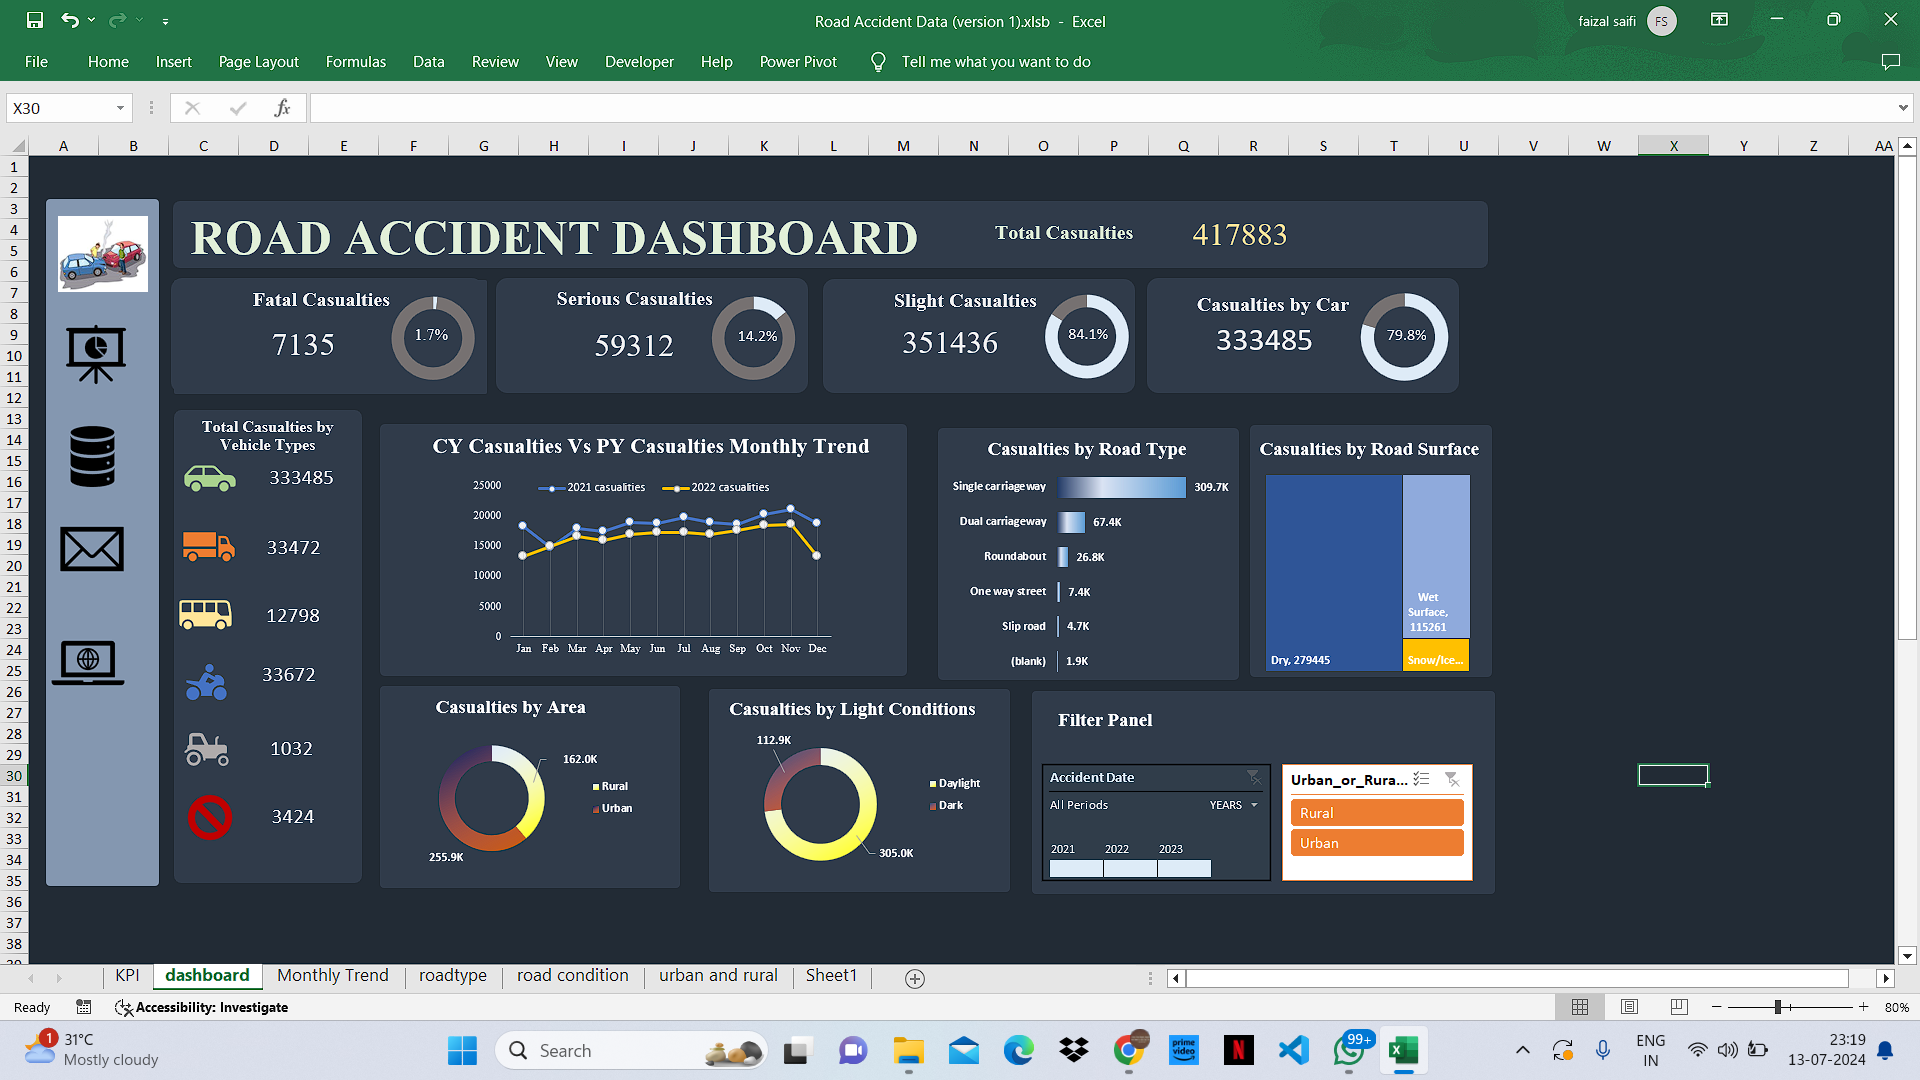 Road Accident Data (version 1).xlsb - Excel
faizal saifi
FS
File Home Insert Page Layout Formulas Data Review View Developer Help Power Pivot Tell me what you want to do
X30
fx
A B C D E F G H I J K L M N O P Q R S T U V W X Y Z AA
1
2
3
4
5
6
7
8
9
10
11
12
13
14
15
16
17
18
19
20
21
22
23
24
25
26
27
28
29
30
31
32
33
34
35
36
37
38
ROAD ACCIDENT DASHBOARD
Total Casualties 417883
Fatal Casualties
7135
1.7%
Serious Casualties
59312
14.2%
Slight Casualties
351436
84.1%
Casualties by Car
333485
79.8%
Total Casualties by
Vehicle Types
333485
33472
12798
33672
1032
3424
CY Casualties Vs PY Casualties Monthly Trend
2021 casualities 2022 casualities
25000
20000
15000
10000
5000
0
Jan Feb Mar Apr May Jun Jul Aug Sep Oct Nov Dec
Casualties by Road Type
Single carriageway 309.7K
Dual carriageway 67.4K
Roundabout 26.8K
One way street 7.4K
Slip road 4.7K
(blank) 1.9K
Casualties by Road Surface
Wet
Surface,
115261
Dry, 279445
Snow/Ice...
Casualties by Area
162.0K
Rural
Urban
255.9K
Casualties by Light Conditions
112.9K
Daylight
Dark
305.0K
Filter Panel
Accident Date
All Periods YEARS
2021 2022 2023
Urban_or_Rura...
Rural
Urban
KPI dashboard Monthly Trend roadtype road condition urban and rural Sheet1
Ready Accessibility: Investigate
80%
1
31°C
Mostly cloudy
Search
prime
video
N
99+
ENG
IN
23:19
13-07-2024